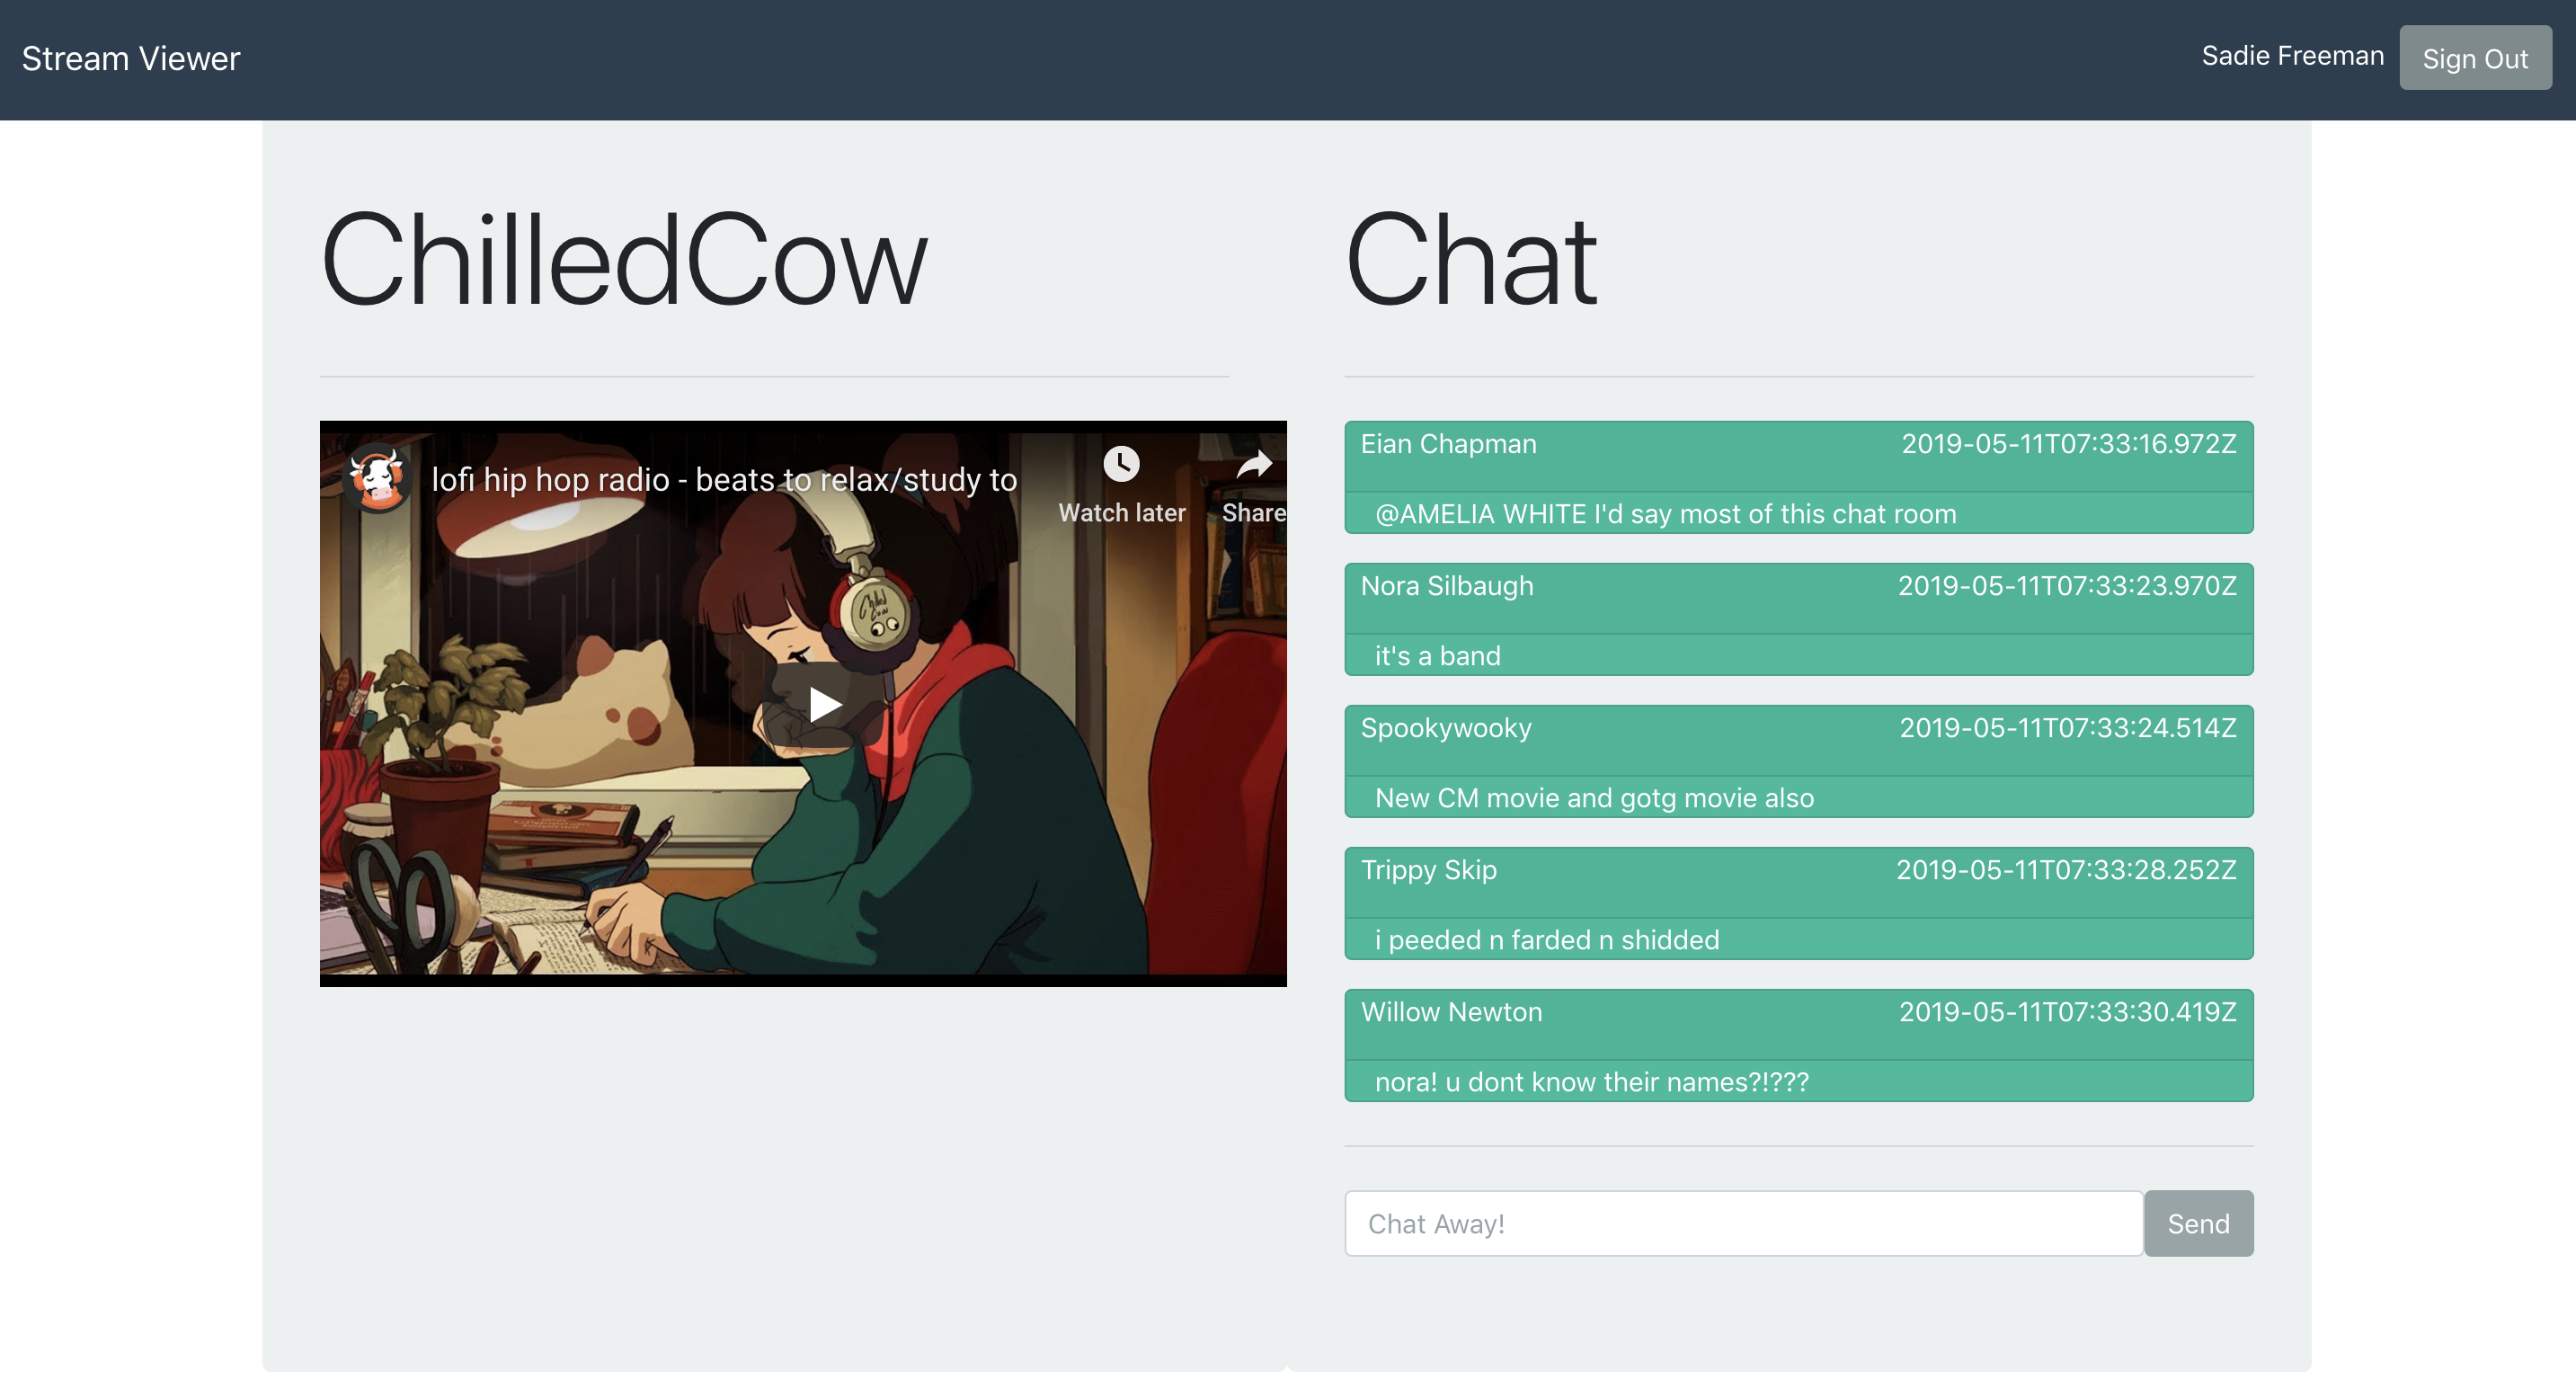 Stream Viewer
Sadie Freeman
Sign Out
ChilledCow
lofi hip hop radio - beats to relax/study to
Watch later
Share
Chilled
Cow
Chat
Eian Chapman 2019-05-11T07:33:16.972Z
@AMELIA WHITE I'd say most of this chat room
Nora Silbaugh 2019-05-11T07:33:23.970Z
it's a band
Spookywooky 2019-05-11T07:33:24.514Z
New CM movie and gotg movie also
Trippy Skip 2019-05-11T07:33:28.252Z
i peeded n farded n shidded
Willow Newton 2019-05-11T07:33:30.419Z
nora! u dont know their names?!???
Chat Away!
Send